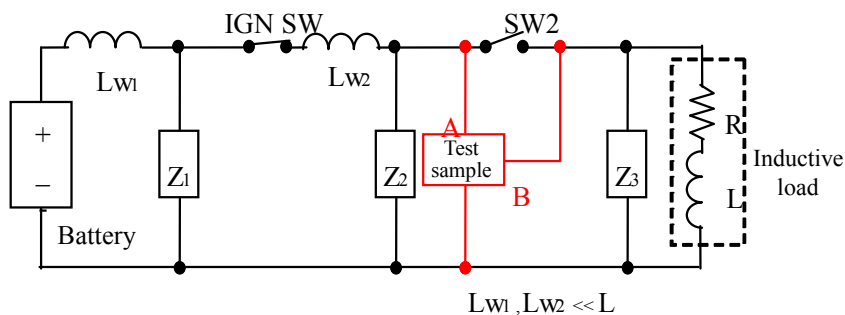 IGN SW
SW2
Lw1
Lw2
A
Test
sample
B
+
−
Z1
Z2
Z3
R
L
Inductive
load
Battery
Lw1 ,Lw2 << L